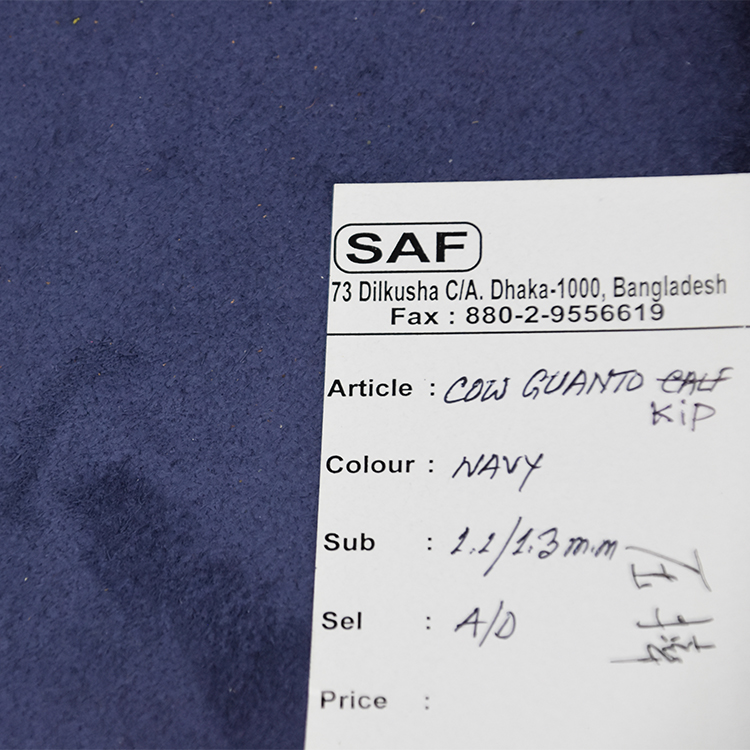 SAF
73 Dilkusha C/A. Dhaka-1000, Bangladesh
Fax : 880-2-9556619
Article : COW GUANTO CALF
KiP
Colour : NAVY
Sub : 1.1/1.3 m.m
Sel : A/D
Price :